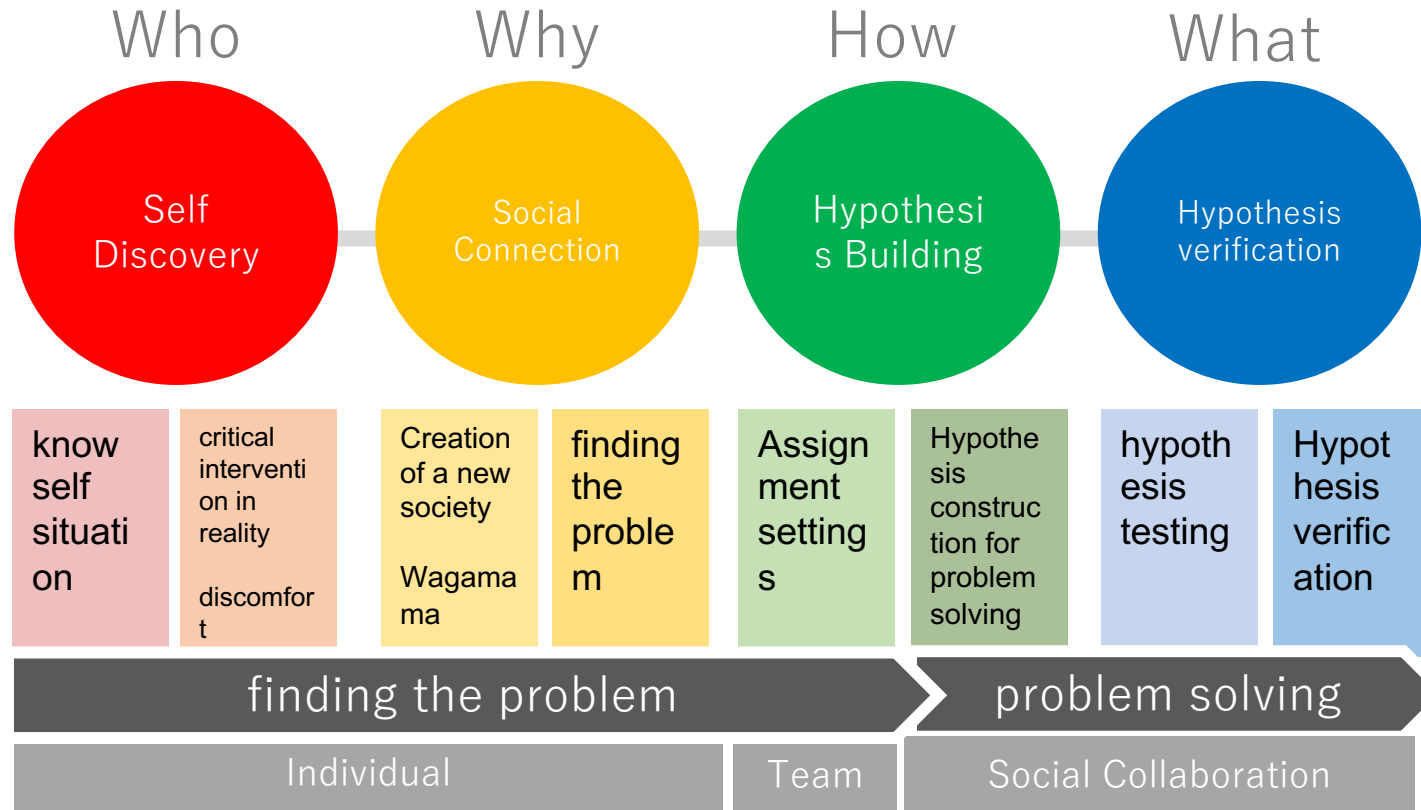 Who
Why
How
What
Self
Discovery
Social
Connection
Hypothesi
s Building
Hypothesis
verification
know
self
situati
on
critical
interventi
on in
reality
discomfor
t
Creation
of a new
society
Wagama
ma
finding
the
proble
m
Assign
ment
setting
s
Hypothe
sis
construc
tion for
problem
solving
hypoth
esis
testing
Hypot
hesis
verific
ation
finding the problem
problem solving
Individual
Team
Social Collaboration